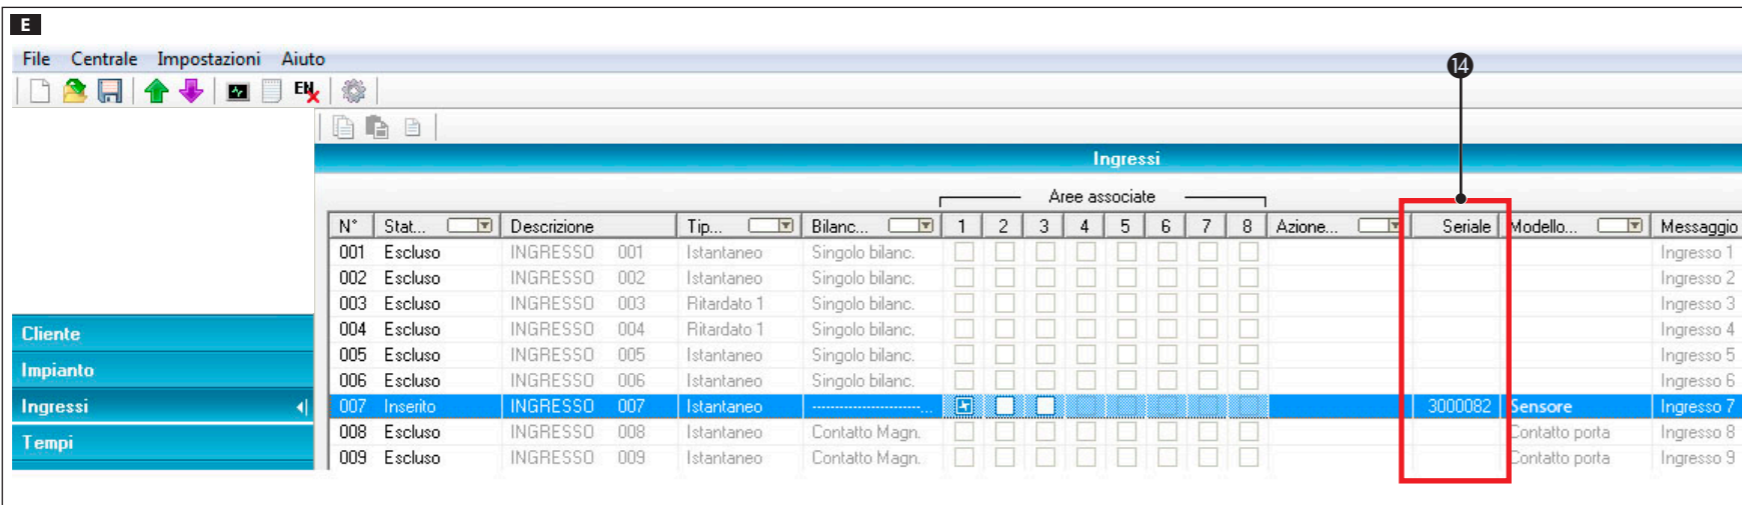 E
File Centrale Impostazioni Aiuto
EN
14
Ingressi
Aree associate
N° Stat... Descrizione Tip... Bilanc... 1 2 3 4 5 6 7 8 Azione... Seriale Modello... Messaggio
001 Escluso INGRESSO 001 Istantaneo Singolo bilanc. Ingresso 1
002 Escluso INGRESSO 002 Istantaneo Singolo bilanc. Ingresso 2
003 Escluso INGRESSO 003 Ritardato 1 Singolo bilanc. Ingresso 3
004 Escluso INGRESSO 004 Ritardato 1 Singolo bilanc. Ingresso 4
005 Escluso INGRESSO 005 Istantaneo Singolo bilanc. Ingresso 5
006 Escluso INGRESSO 006 Istantaneo Singolo bilanc. Ingresso 6
007 Inserito INGRESSO 007 Istantaneo -----------------------... 3000082 Sensore Ingresso 7
008 Escluso INGRESSO 008 Istantaneo Contatto Magn. Contatto porta Ingresso 8
009 Escluso INGRESSO 009 Istantaneo Contatto Magn. Contatto porta Ingresso 9
Cliente
Impianto
Ingressi
Tempi